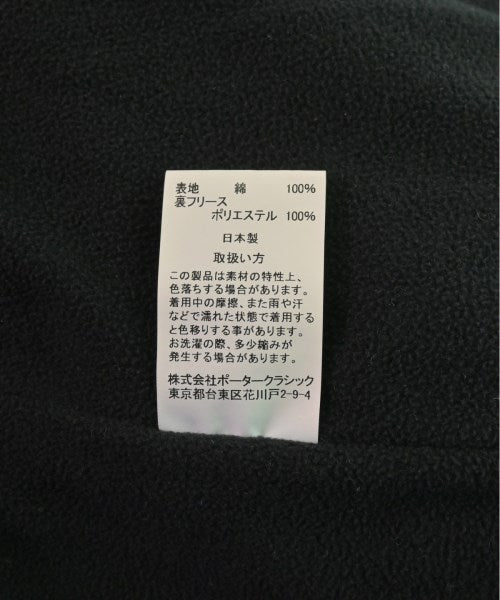 表地 綿 100%
裏フリース
ポリエステル 100%
日本製
取扱い方
この製品は素材の特性上、
色落ちする場合があります。
着用中の摩擦、また雨や汗
などで濡れた状態で着用する
と色移りする事があります。
お洗濯の際、多少縮みが
発生する場合があります。
株式会社ポータークラシック
東京都台東区花川戸2-9-4